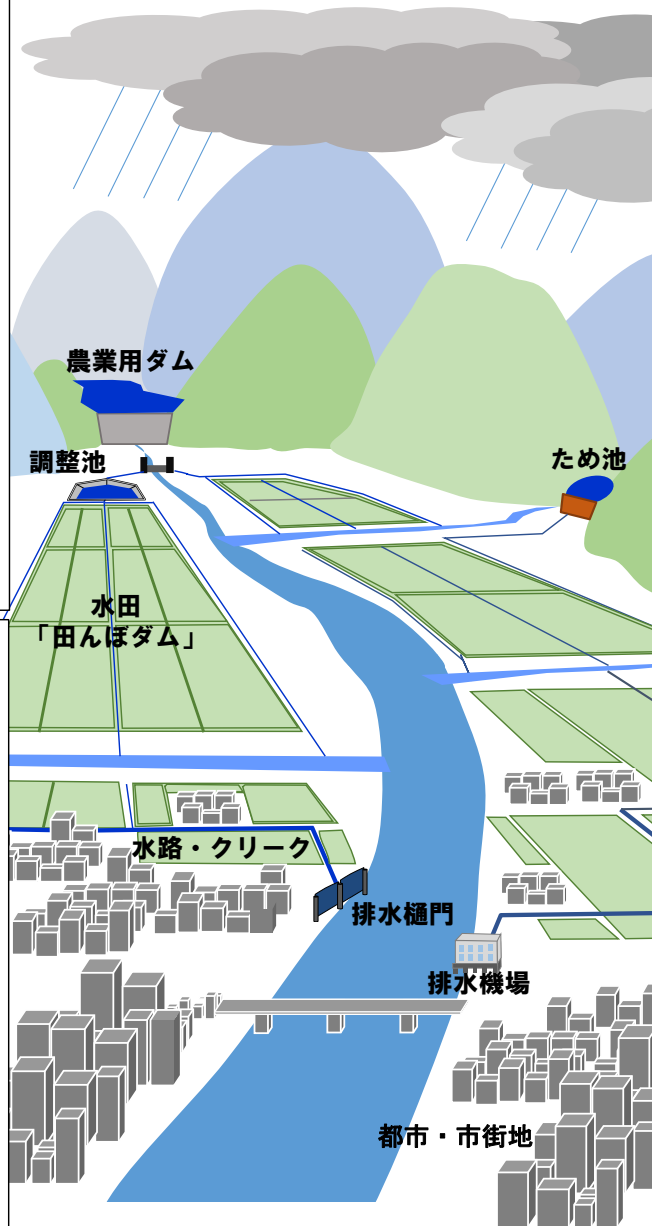 農業用ダム
調整池
ため池
水田
「田んぼダム」
水路・クリーク
排水樋門
排水機場
都市・市街地